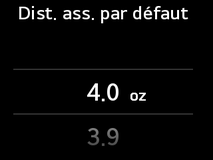 Dist. ass. par défaut
4.0 oz
3.9